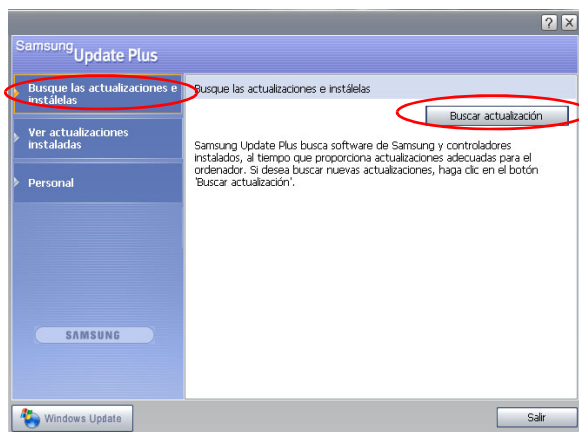 Samsung Update Plus
Busque las actualizaciones e
instálelas
Ver actualizaciones
instaladas
Personal
SAMSUNG
Busque las actualizaciones e instálelas
Buscar actualización
Samsung Update Plus busca software de Samsung y controladores
instalados, al tiempo que proporciona actualizaciones adecuadas para el
ordenador. Si desea buscar nuevas actualizaciones, haga clic en el botón
'Buscar actualización'.
Windows Update
Salir